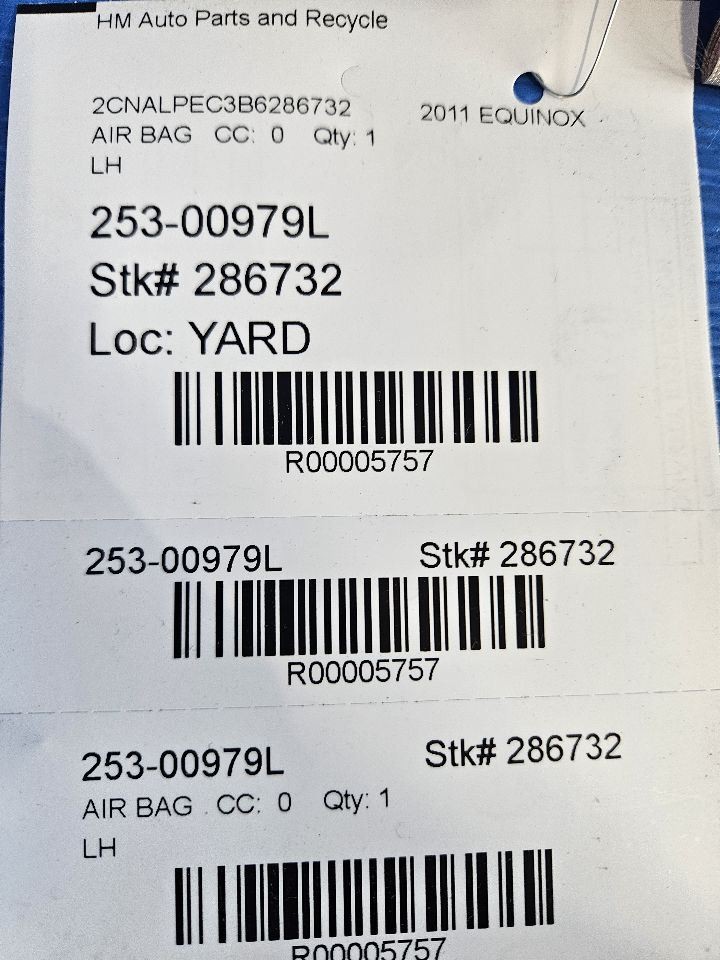 HM Auto Parts and Recycle
2CNALPEC3B6286732 2011 EQUINOX
AIR BAG CC: 0 Qty: 1
LH
253-00979L
Stk# 286732
Loc: YARD
R00005757
253-00979L Stk# 286732
R00005757
253-00979L Stk# 286732
AIR BAG CC: 0 Qty: 1
LH
R00005757